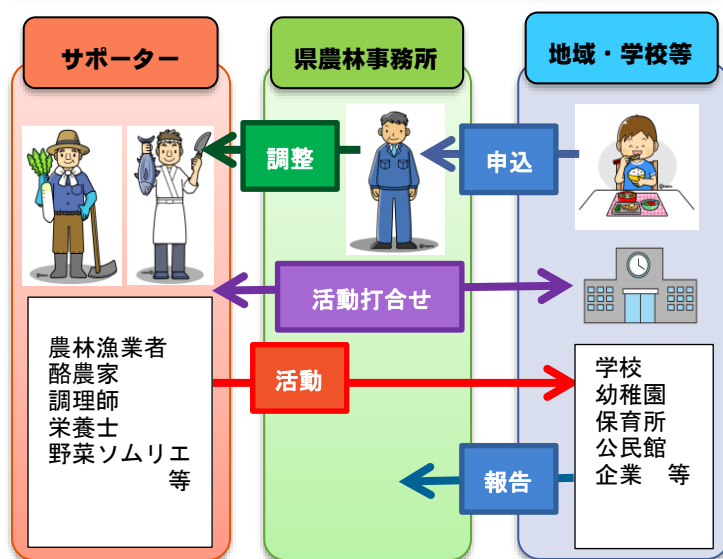 サポーター
県農林事務所
地域・学校等
調整
申込
活動打合せ
農林漁業者
酪農家
調理師
栄養士
野菜ソムリエ
等
活動
学校
幼稚園
保育所
公民館
企業　等
報告